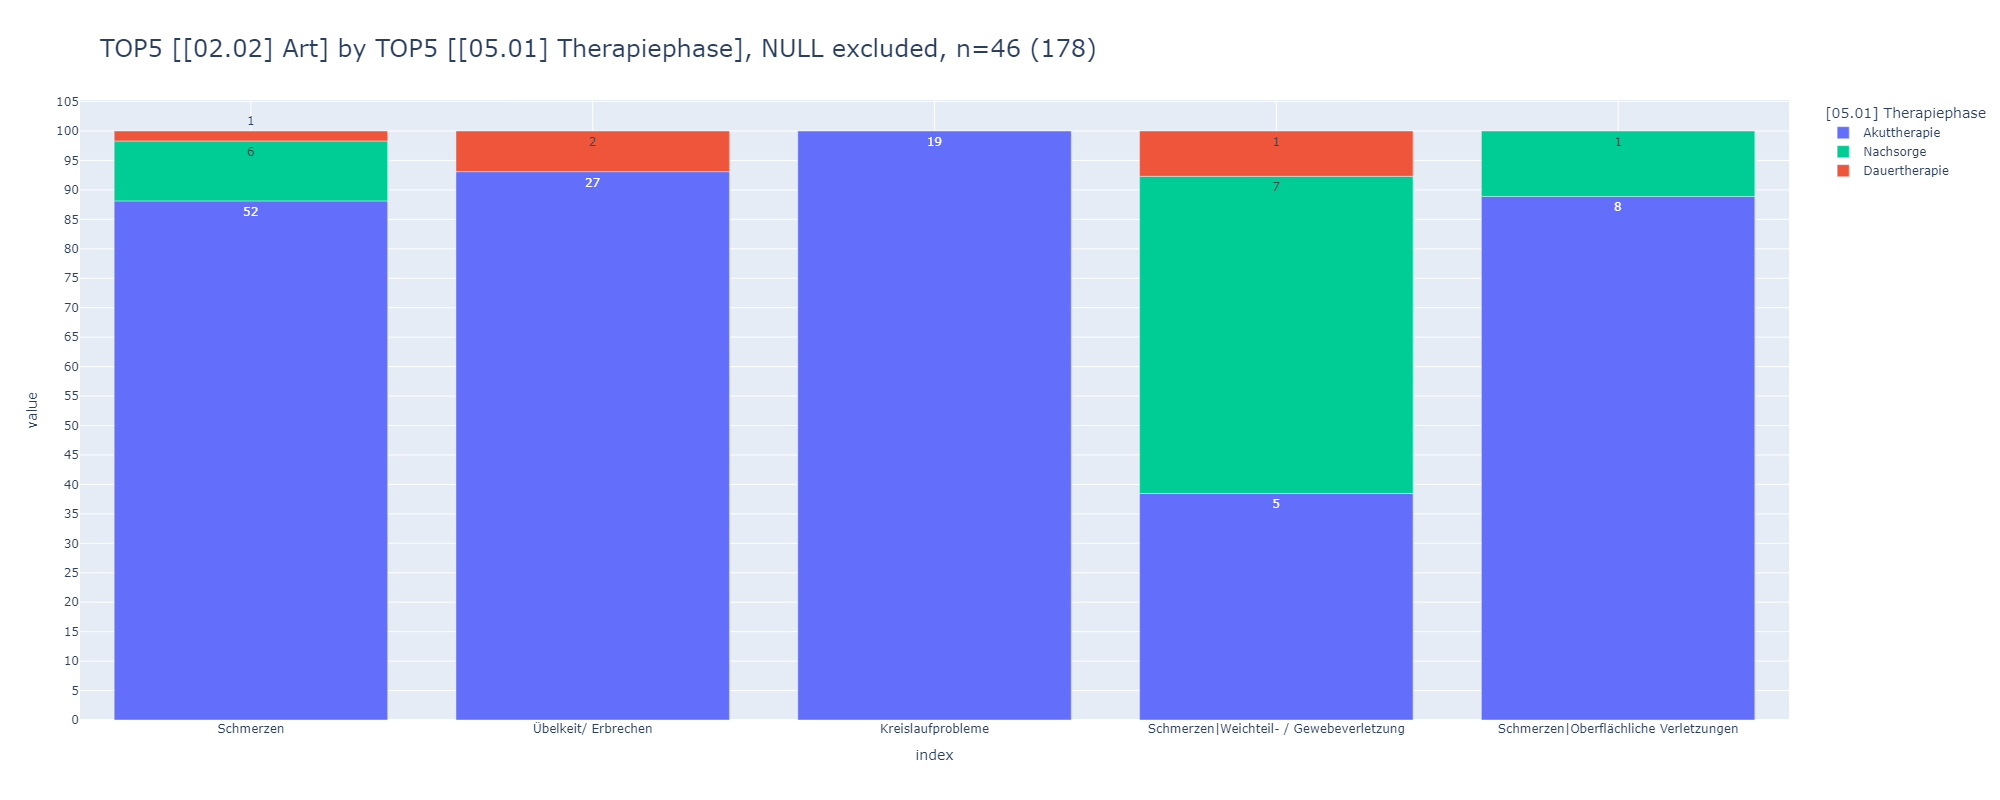 TOP5 [[02.02] Art] by TOP5 [[05.01] Therapiephase], NULL excluded, n=46 (178)
105
100
95
90
85
80
75
70
65
60
55
50
45
40
35
30
25
20
15
10
5
0
value
1
6
52
2
27
19
1
7
5
1
8
Schmerzen
Übelkeit/ Erbrechen
Kreislaufprobleme
Schmerzen|Weichteil- / Gewebeverletzung
Schmerzen|Oberflächliche Verletzungen
index
[05.01] Therapiephase
Akuttherapie
Nachsorge
Dauertherapie